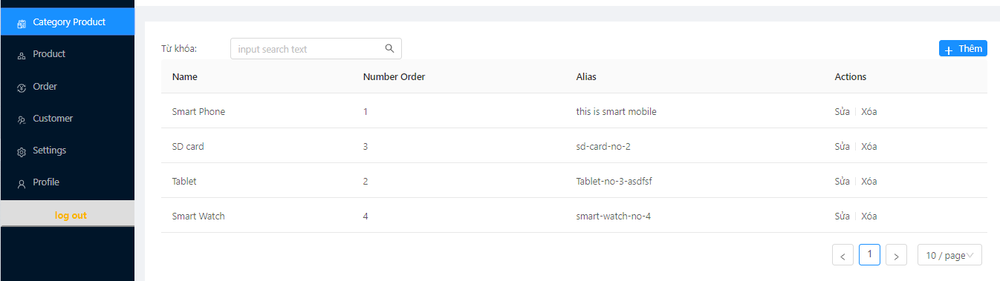 Category Product
Product
Order
Customer
Settings
Profile
log out
Từ khóa: input search text Thêm
Name Number Order Alias Actions
Smart Phone 1 this is smart mobile Sửa Xóa
SD card 3 sd-card-no-2 Sửa Xóa
Tablet 2 Tablet-no-3-asdfsf Sửa Xóa
Smart Watch 4 smart-watch-no-4 Sửa Xóa
< 1 > 10 / page